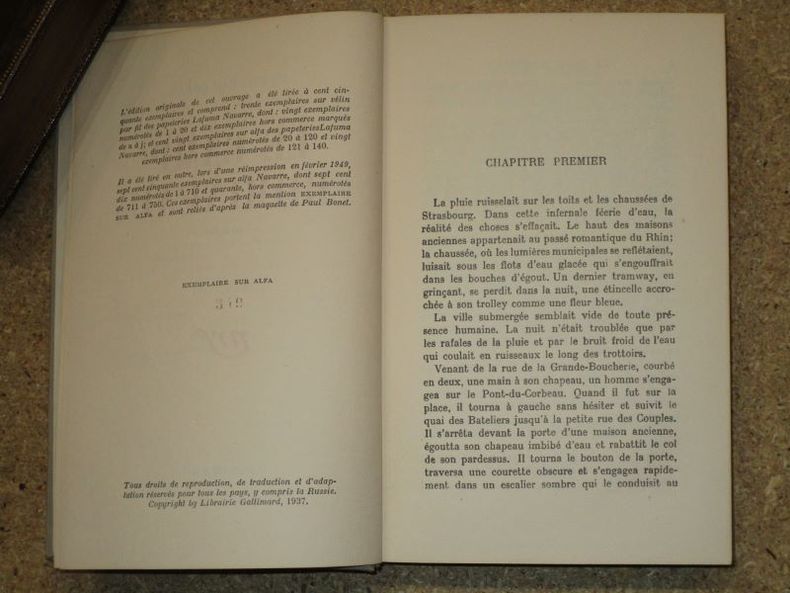 L'édition originale de cet ouvrage a été tirée à cent cin-
quante exemplaires et comprend : trente exemplaires sur vélin
pur fil des papeteries Lafuma Navarre, dont : vingt exemplaires
numérotés de 1 à 20 et dix exemplaires hors commerce marqués
de a à j; et cent vingt exemplaires sur alfa des papeteries Lafuma
Navarre, dont : cent exemplaires numérotés de 20 à 120 et vingt
exemplaires hors commerce numérotés de 121 à 140.
Il a été tiré en outre, lors d'une réimpression en février 1949,
sept cent cinquante exemplaires sur alfa Navarre, dont sept cent
dix numérotés de 1 à 710 et quarante, hors commerce, numérotés
de 711 à 750. Ces exemplaires portent la mention EXEMPLAIRE
SUR ALFA et sont reliés d'après la maquette de Paul Bonet.
EXEMPLAIRE SUR ALFA
Tous droits de reproduction, de traduction et d'adap-
tation réservés pour tous les pays, y compris la Russie.
Copyright by Librairie Gallimard, 1937.
CHAPITRE PREMIER
La pluie ruisselait sur les toits et les chaussées de
Strasbourg. Dans cette infernale féerie d'eau, la
réalité des choses s'effaçait. Le haut des maisons
anciennes appartenait au passé romantique du Rhin;
la chaussée, où les lumières municipales se reflétaient,
luisait sous les flots d'eau glacée qui s'engouffrait
dans les bouches d'égout. Un dernier tramway, en
grinçant, se perdit dans la nuit, une étincelle accro-
chée à son trolley comme une fleur bleue.
La ville submergée semblait vide de toute pré-
sence humaine. La nuit n'était troublée que par
les rafales de la pluie et par le bruit froid de l'eau
qui coulait en ruisseaux le long des trottoirs.
Venant de la rue de la Grande-Boucherie, courbé
en deux, une main à son chapeau, un homme s'enga-
gea sur le Pont-du-Corbeau. Quand il fut sur la
place, il tourna à gauche sans hésiter et suivit le
quai des Bateliers jusqu'à la petite rue des Couples.
Il s'arrêta devant la porte d'une maison ancienne,
égoutta son chapeau imbibé d'eau et rabattit le col
de son pardessus. Il tourna le bouton de la porte,
traversa une courette obscure et s'engagea rapide-
ment dans un escalier sombre qui le conduisit au